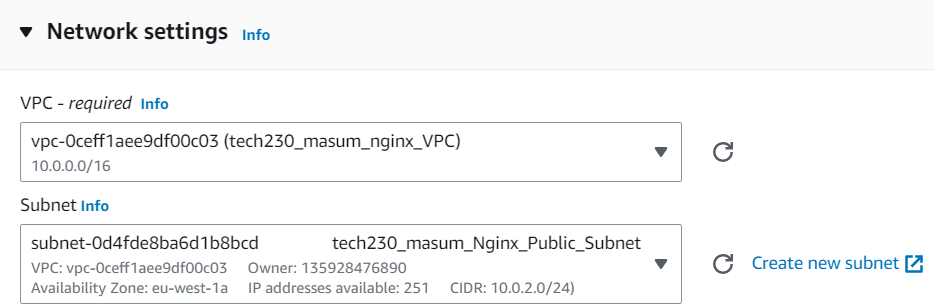 Network settings Info
VPC - required Info
vpc-0ceff1aee9df00c03 (tech230_masum_nginx_VPC)
10.0.0.0/16
Subnet Info
subnet-0d4fde8ba6d1b8bcd tech230_masum_Nginx_Public_Subnet
VPC: vpc-0ceff1aee9df00c03 Owner: 135928476890
Availability Zone: eu-west-1a IP addresses available: 251 CIDR: 10.0.2.0/24)
Create new subnet